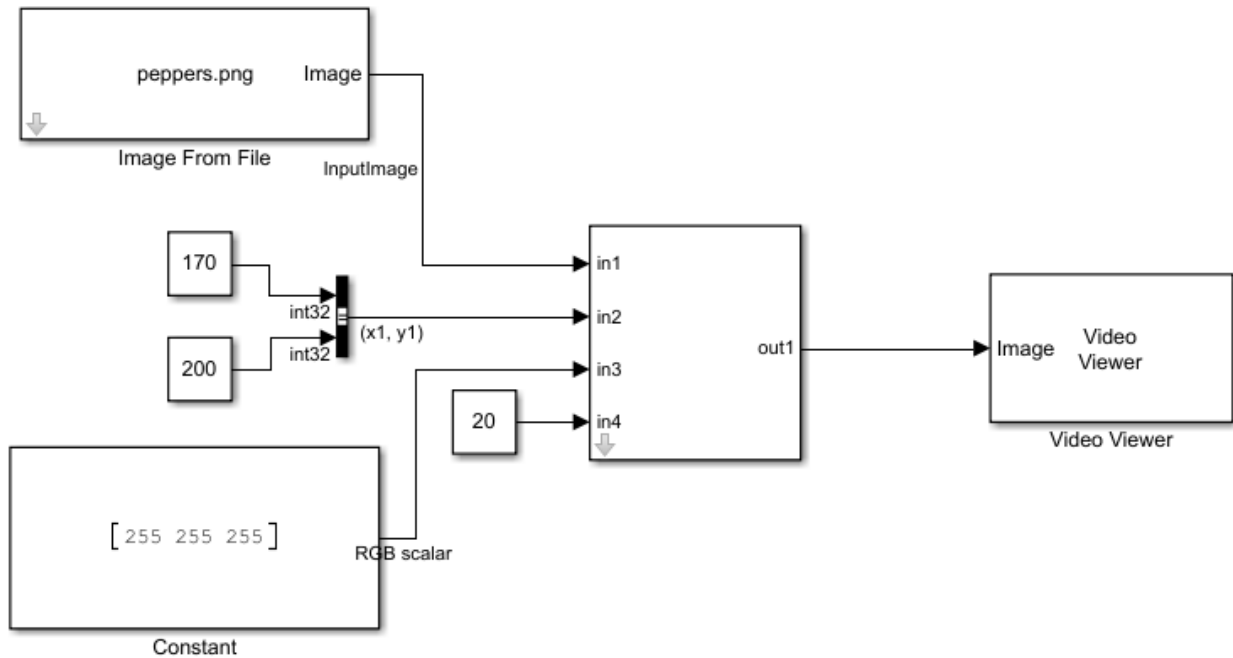 peppers.png
Image
Image From File
InputImage
170
int32
int32
(x1, y1)
200
in1
in2
in3
in4
out1
20
Image
Video
Viewer
Video Viewer
[255 255 255]
RGB scalar
Constant